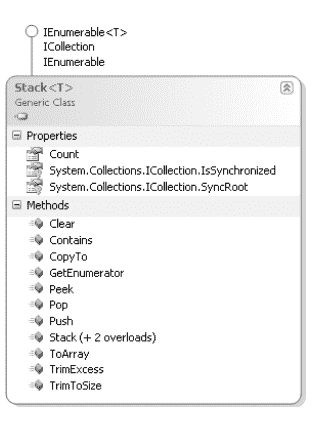 IEnumerable<T>
ICollection
IEnumerable
Stack<T>
Generic Class
Properties
Count
System.Collections.ICollection.IsSynchronized
System.Collections.ICollection.SyncRoot
Methods
Clear
Contains
CopyTo
GetEnumerator
Peek
Pop
Push
Stack (+ 2 overloads)
ToArray
TrimExcess
TrimToSize